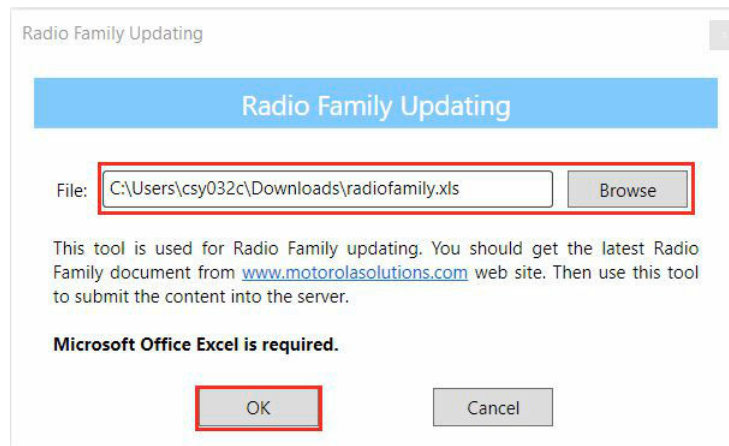 Radio Family Updating
Radio Family Updating
File: C:\Users\csy032c\Downloads\radiofamily.xls Browse
This tool is used for Radio Family updating. You should get the latest Radio
Family document from www.motorolasolutions.com web site. Then use this tool
to submit the content into the server.
Microsoft Office Excel is required.
OK Cancel